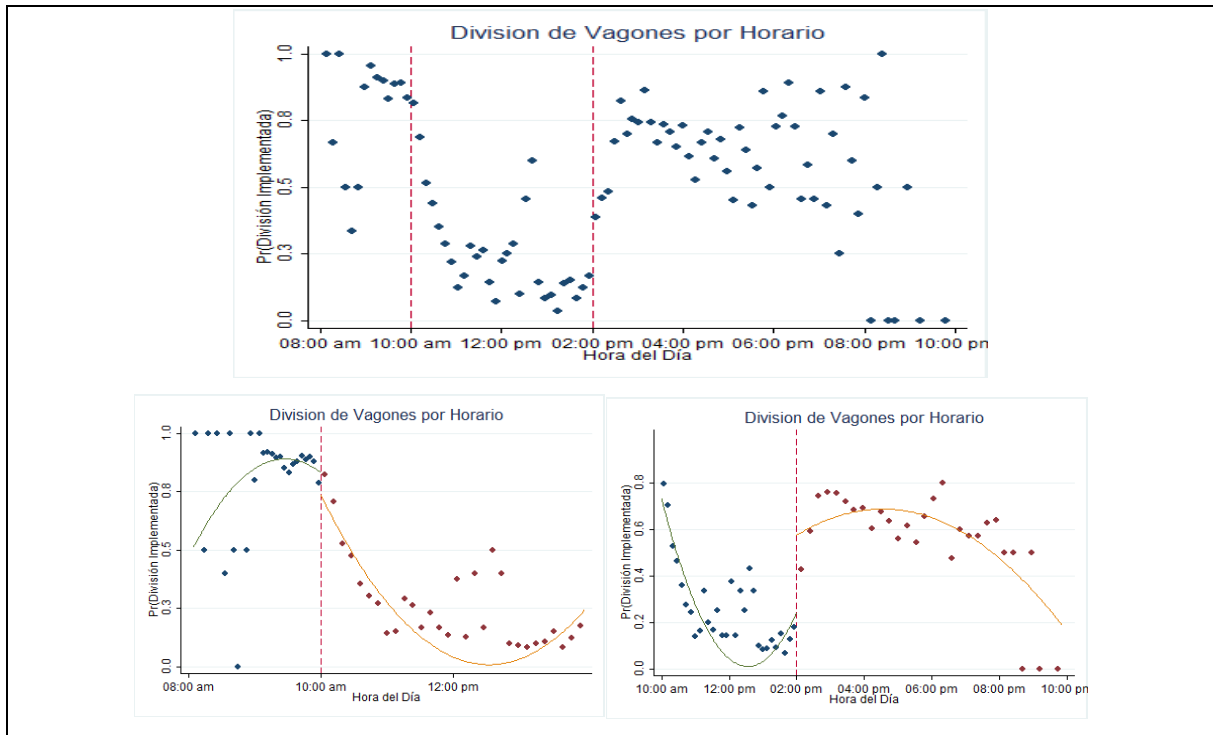 Division de Vagones por Horario
Pr(División Implementada)
1.0
0.8
0.5
0.3
0.0
08:00 am 10:00 am 12:00 pm 02:00 pm 04:00 pm 06:00 pm 08:00 pm 10:00 pm
Hora del Día
Division de Vagones por Horario
Pr(División Implementada)
1.0
0.8
0.5
0.3
0.0
08:00 am 10:00 am 12:00 pm
Hora del Día
Division de Vagones por Horario
Pr(División Implementada)
0.8
0.6
0.4
0.2
0.0
10:00 am 12:00 pm 02:00 pm 04:00 pm 06:00 pm 08:00 pm 10:00 pm
Hora del Día